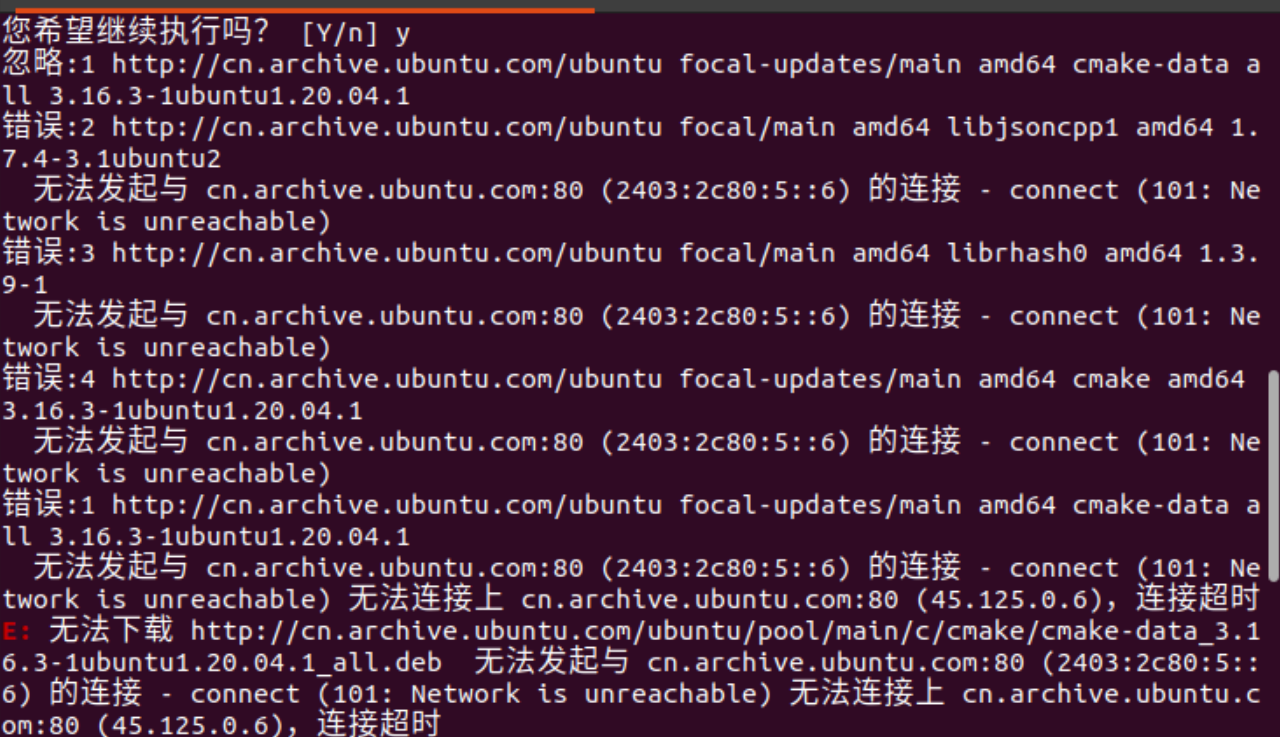 您希望继续执行吗？ [Y/n] y
忽略:1 http://cn.archive.ubuntu.com/ubuntu focal-updates/main amd64 cmake-data a
ll 3.16.3-1ubuntu1.20.04.1
错误:2 http://cn.archive.ubuntu.com/ubuntu focal/main amd64 libjsoncpp1 amd64 1.
7.4-3.1ubuntu2
  无法发起与 cn.archive.ubuntu.com:80 (2403:2c80:5::6) 的连接 - connect (101: Ne
twork is unreachable)
错误:3 http://cn.archive.ubuntu.com/ubuntu focal/main amd64 librhash0 amd64 1.3.
9-1
  无法发起与 cn.archive.ubuntu.com:80 (2403:2c80:5::6) 的连接 - connect (101: Ne
twork is unreachable)
错误:4 http://cn.archive.ubuntu.com/ubuntu focal-updates/main amd64 cmake amd64
3.16.3-1ubuntu1.20.04.1
  无法发起与 cn.archive.ubuntu.com:80 (2403:2c80:5::6) 的连接 - connect (101: Ne
twork is unreachable)
错误:1 http://cn.archive.ubuntu.com/ubuntu focal-updates/main amd64 cmake-data a
ll 3.16.3-1ubuntu1.20.04.1
  无法发起与 cn.archive.ubuntu.com:80 (2403:2c80:5::6) 的连接 - connect (101: Ne
twork is unreachable) 无法连接上 cn.archive.ubuntu.com:80 (45.125.0.6)，连接超时
E: 无法下载 http://cn.archive.ubuntu.com/ubuntu/pool/main/c/cmake/cmake-data_3.1
6.3-1ubuntu1.20.04.1_all.deb  无法发起与 cn.archive.ubuntu.com:80 (2403:2c80:5::
6) 的连接 - connect (101: Network is unreachable) 无法连接上 cn.archive.ubuntu.c
om:80 (45.125.0.6)，连接超时